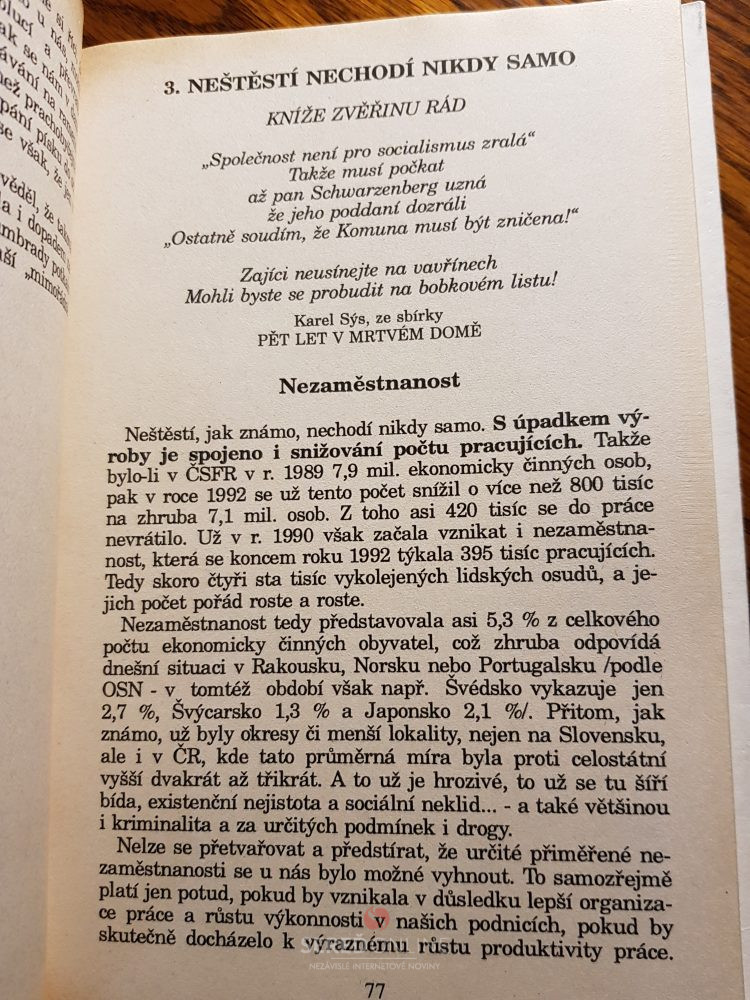 3. NEŠTĚSTÍ NECHODÍ NIKDY SAMO
KNÍŽE ZVĚŘINU RÁD
„Společnost není pro socialismus zralá“
Takže musí počkat
až pan Schwarzenberg uzná
že jeho poddaní dozráli
„Ostatně soudím, že Komuna musí být zničena!“
Zajíci neusínejte na vavřínech
Mohli byste se probudit na bobkovém listu!
Karel Sýs, ze sbírky
PĚT LET V MRTVÉM DOMĚ
Nezaměstnanost
Neštěstí, jak známo, nechodí nikdy samo. S úpadkem vý-
roby je spojeno i snižování počtu pracujících. Takže
bylo-li v ČSFR v r. 1989 7,9 mil. ekonomicky činných osob,
pak v roce 1992 se už tento počet snížil o více než 800 tisíc
na zhruba 7,1 mil. osob. Z toho asi 420 tisíc se do práce
nevrátilo. Už v r. 1990 však začala vznikat i nezaměstna-
nost, která se koncem roku 1992 týkala 395 tisíc pracujících.
Tedy skoro čtyři sta tisíc vykolejených lidských osudů, a je-
jich počet pořád roste a roste.
Nezaměstnanost tedy představovala asi 5,3 % z celkového
počtu ekonomicky činných obyvatel, což zhruba odpovídá
dnešní situaci v Rakousku, Norsku nebo Portugalsku /podle
OSN - v tomtéž období však např. Švédsko vykazuje jen
2,7 %, Švýcarsko 1,3 % a Japonsko 2,1 %/. Přitom, jak
známo, už byly okresy či menší lokality, nejen na Slovensku,
ale i v ČR, kde tato průměrná míra byla proti celostátní
vyšší dvakrát až třikrát. A to už je hrozivé, to už se tu šíří
bída, existenční nejistota a sociální neklid... - a také většinou
i kriminalita a za určitých podmínek i drogy.
Nelze se přetvařovat a předstírat, že určité přiměřené ne-
zaměstnanosti se u nás bylo možné vyhnout. To samozřejmě
platí jen potud, pokud by vznikala v důsledku lepší organiza-
ce práce a růstu výkonnosti v našich podnicích, pokud by
skutečně docházelo k výraznému růstu produktivity práce.
NEZÁVISLÉ INTERNETOVÉ NOVINY
77